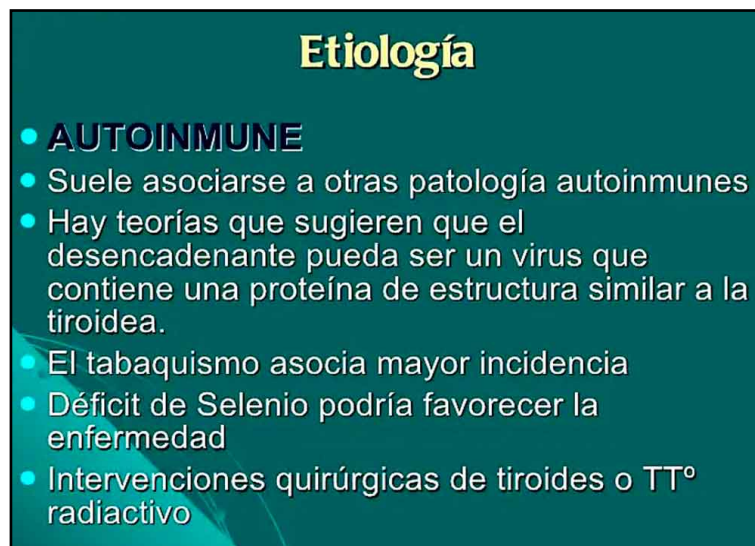 Etiología
• AUTOINMUNE
• Suele asociarse a otras patología autoinmunes
• Hay teorías que sugieren que el
desencadenante pueda ser un virus que
contiene una proteína de estructura similar a la
tiroidea.
• El tabaquismo asocia mayor incidencia
• Déficit de Selenio podría favorecer la
enfermedad
• Intervenciones quirúrgicas de tiroides o TTº
radiactivo